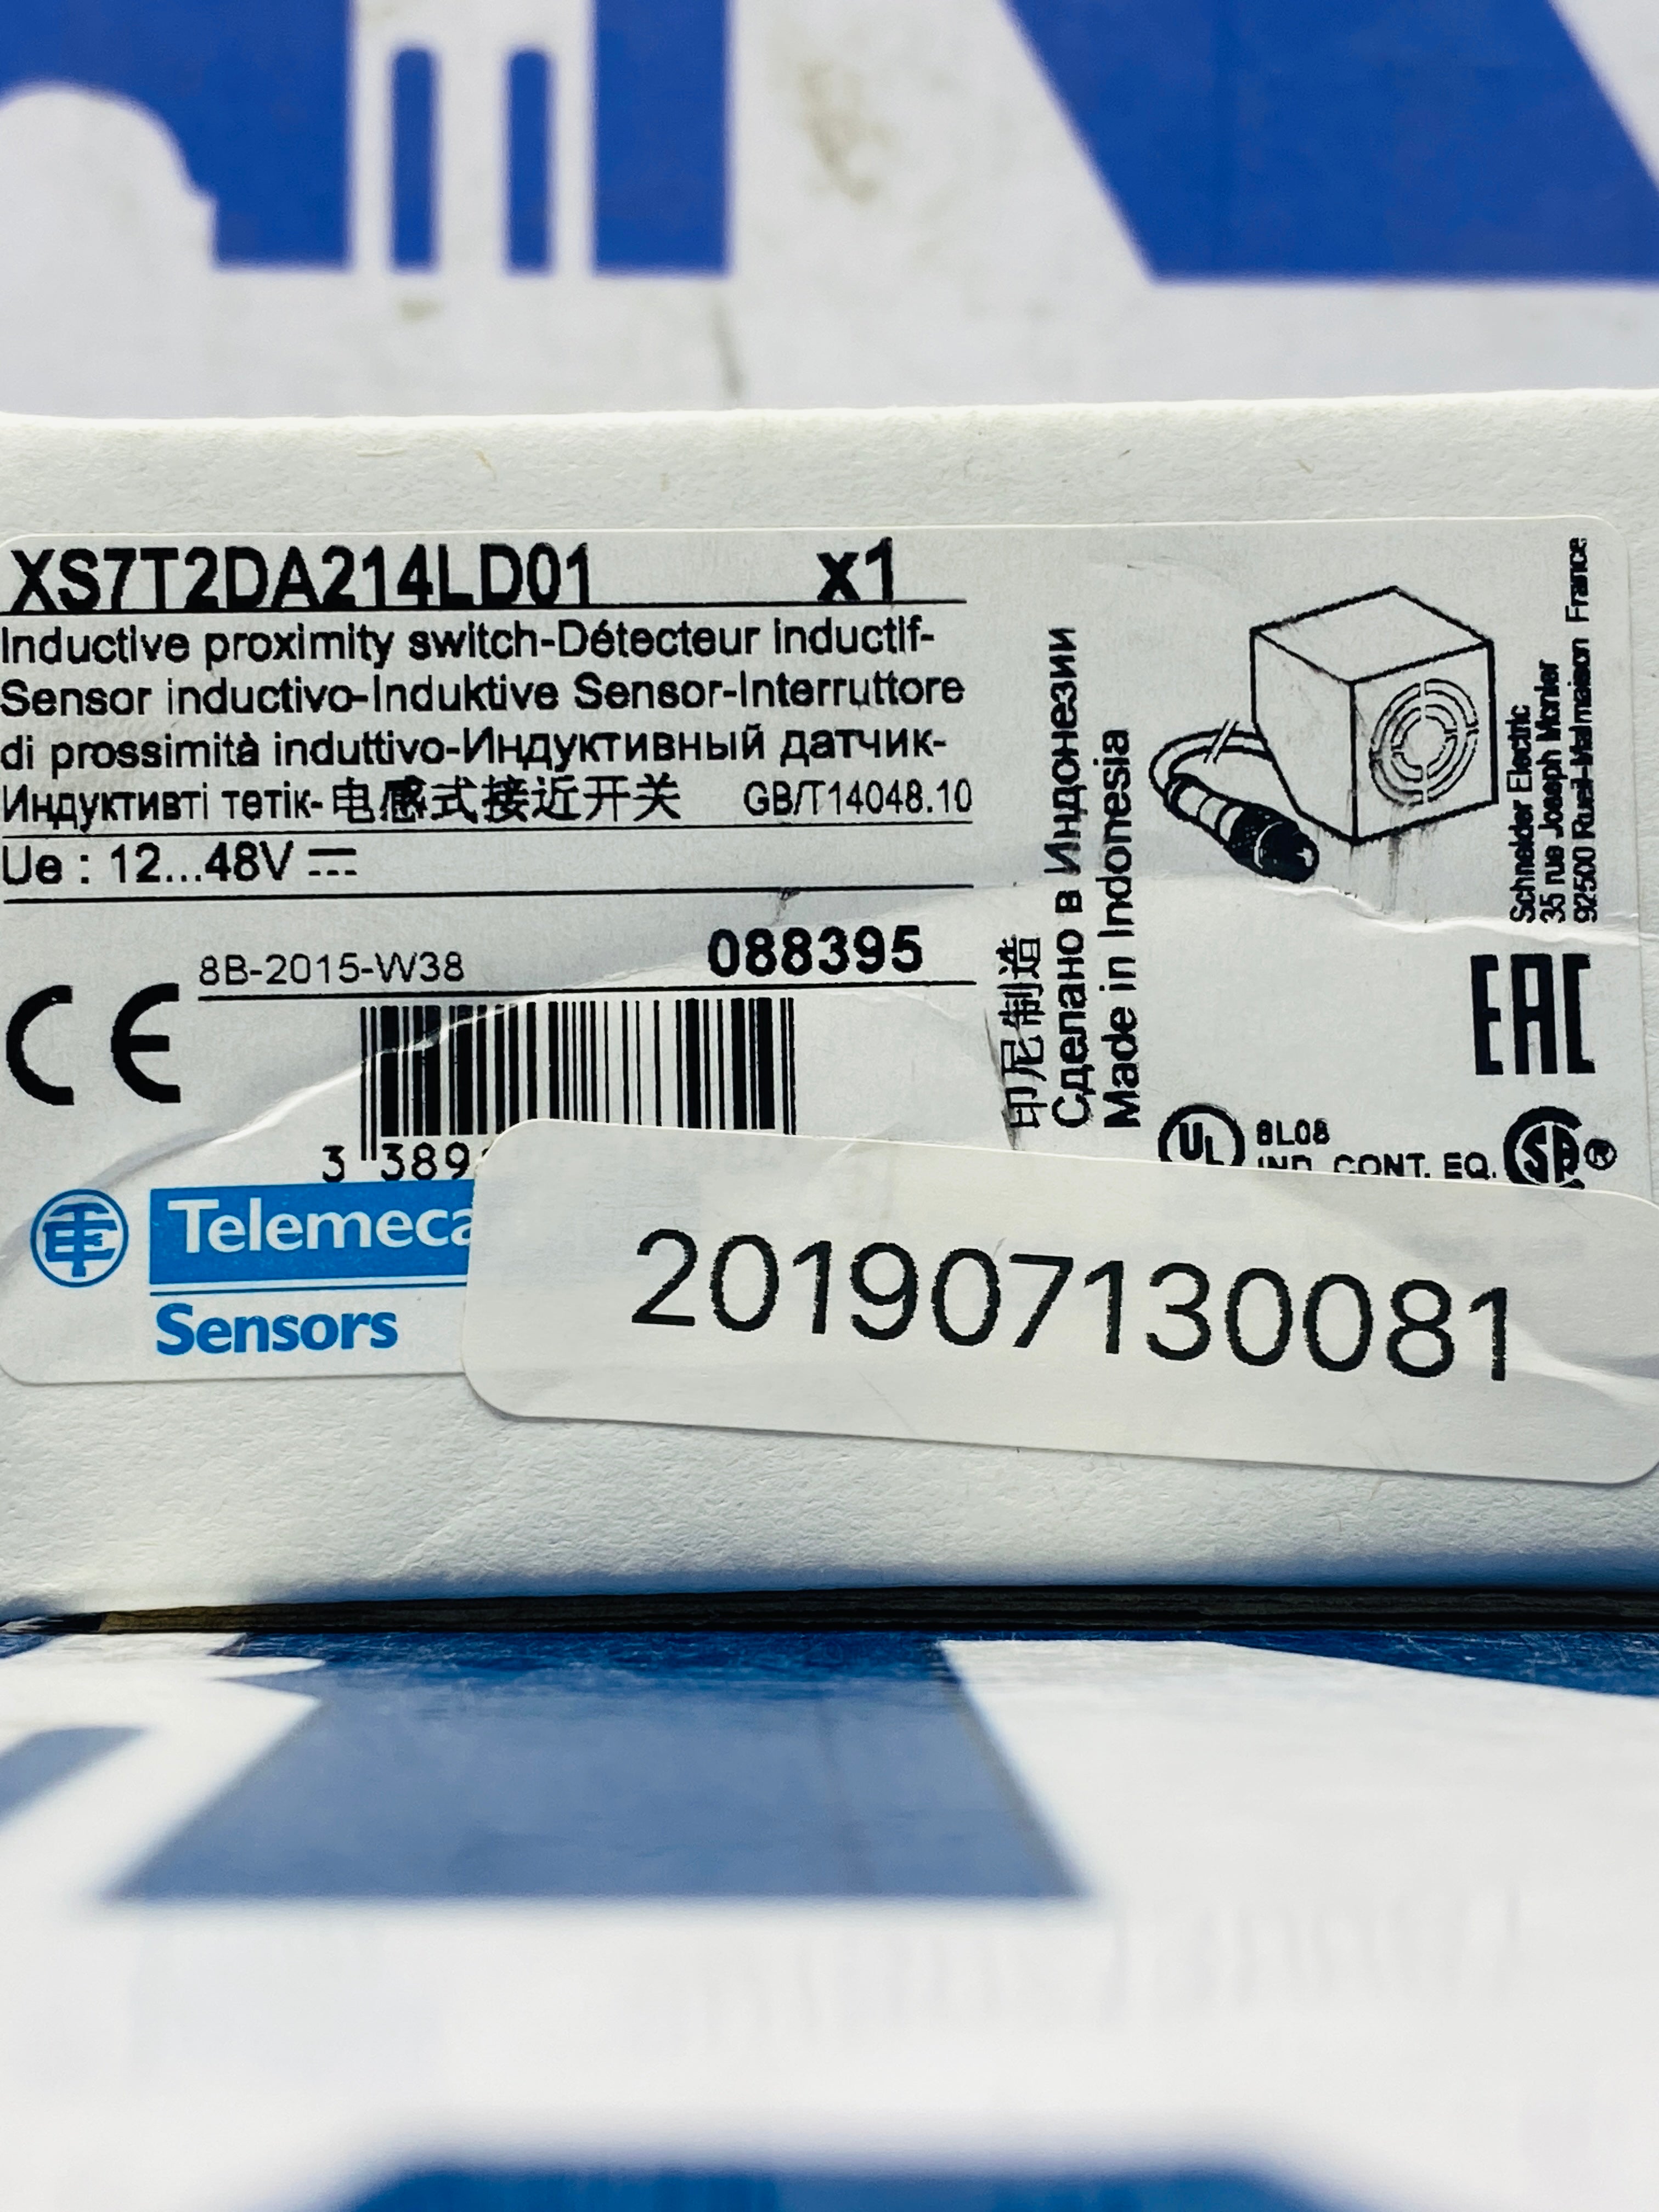 XS7T2DA214LD01 x1
Inductive proximity switch-Détecteur inductif-
Sensor inductivo-Induktive Sensor-Interruttore
di prossimità induttivo-Индуктивный датчик-
Индуктивті тетік-电感式接近开关 GB/T14048.10
Ue : 12...48V
8B-2015-W38 088395
CE
3 389
Telemeca
Sensors
印尼制造
Сделано в Индонезии
Made in Indonesia
Schneider Electric
35 rue Joseph Monier
92500 Rueil-Malmaison France
EAC
UL 8L08
IND. CONT. EQ.
SA ®
201907130081